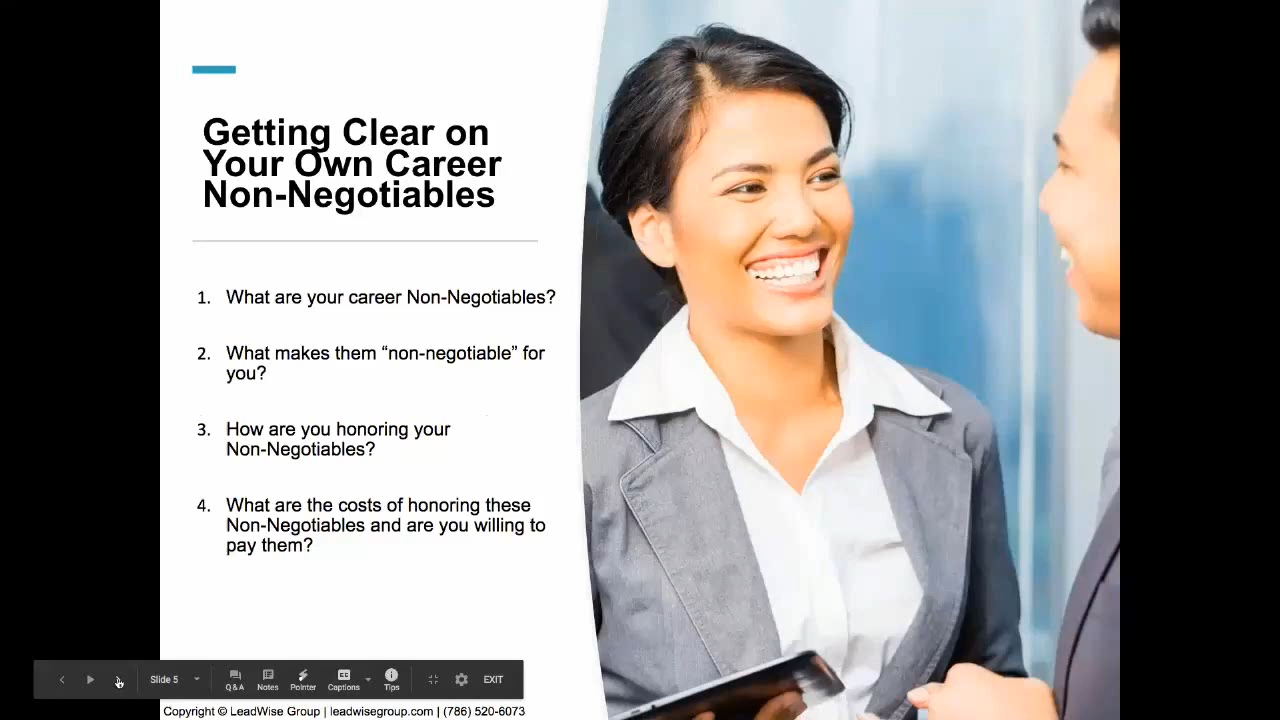 Getting Clear on
Your Own Career
Non-Negotiables
1. What are your career Non-Negotiables?
2. What makes them “non-negotiable” for
you?
3. How are you honoring your
Non-Negotiables?
4. What are the costs of honoring these
Non-Negotiables and are you willing to
pay them?
Slide 5
Q&A Notes Pointer Captions Tips EXIT
CC
Copyright © LeadWise Group | leadwisegroup.com | (786) 520-6073